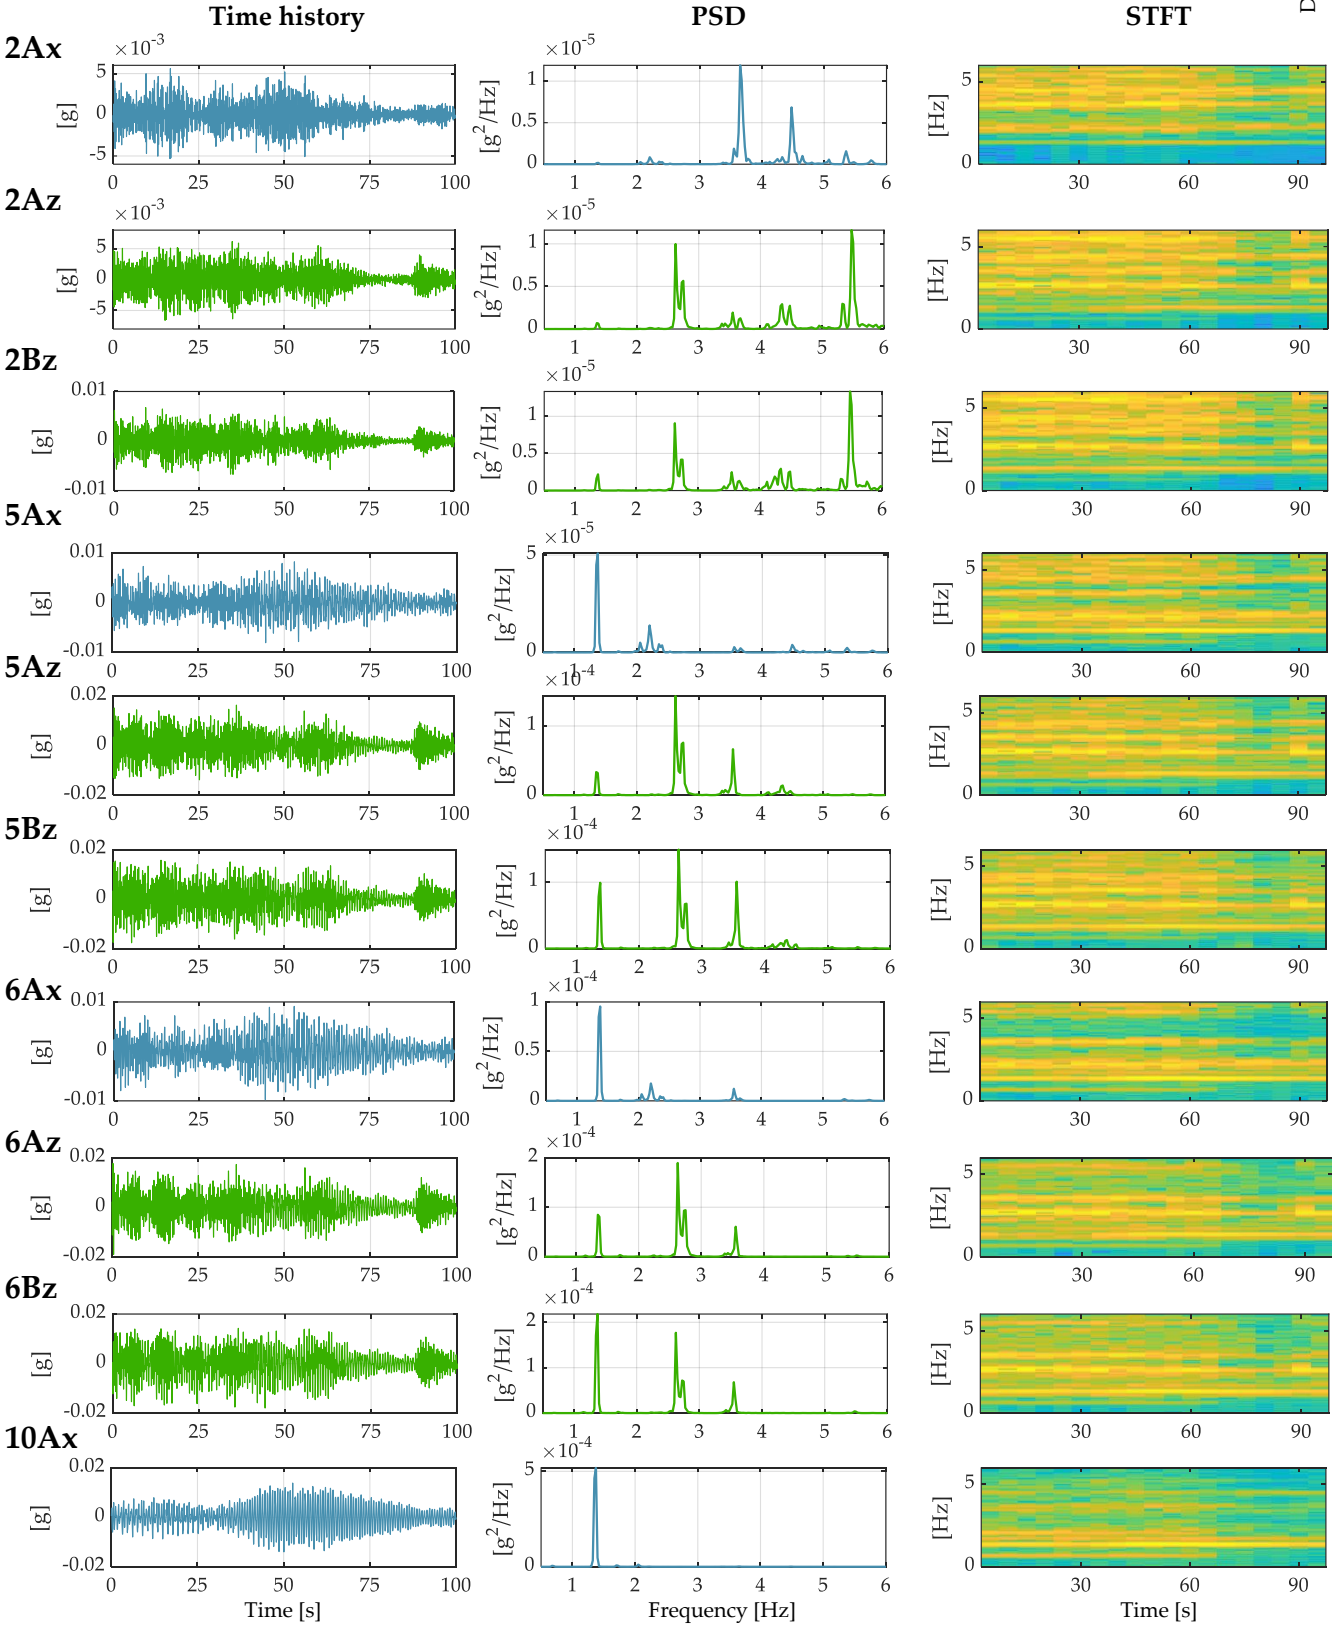 Time history PSD STFT D
2Ax
×10-3 ×10-5
5 0 -5 [g] 1 0.5 0 [g2/Hz] 5 0 [Hz]
0 25 50 75 100 1 2 3 4 5 6 30 60 90
2Az
×10-3 ×10-5
5 0 -5 [g] 1 0.5 0 [g2/Hz] 5 0 [Hz]
0 25 50 75 100 1 2 3 4 5 6 30 60 90
2Bz
×10-5
0.01 0 -0.01 [g] 1 0.5 0 [g2/Hz] 5 0 [Hz]
0 25 50 75 100 1 2 3 4 5 6 30 60 90
5Ax
×10-5
0.01 0 -0.01 [g] 5 0 [g2/Hz] 5 0 [Hz]
0 25 50 75 100 1 2 3 4 5 6 30 60 90
5Az
×10-4
0.02 0 -0.02 [g] 1 0 [g2/Hz] 5 0 [Hz]
0 25 50 75 100 1 2 3 4 5 6 30 60 90
5Bz
×10-4
0.02 0 -0.02 [g] 1 0 [g2/Hz] 5 0 [Hz]
0 25 50 75 100 1 2 3 4 5 6 30 60 90
6Ax
×10-4
0.01 0 -0.01 [g] 1 0.5 0 [g2/Hz] 5 0 [Hz]
0 25 50 75 100 1 2 3 4 5 6 30 60 90
6Az
×10-4
0.02 0 -0.02 [g] 2 1 0 [g2/Hz] 5 0 [Hz]
0 25 50 75 100 1 2 3 4 5 6 30 60 90
6Bz
×10-4
0.02 0 -0.02 [g] 2 1 0 [g2/Hz] 5 0 [Hz]
0 25 50 75 100 1 2 3 4 5 6 30 60 90
10Ax
×10-4
0.02 0 -0.02 [g] 5 0 [g2/Hz] 5 0 [Hz]
0 25 50 75 100 1 2 3 4 5 6 30 60 90
Time [s] Frequency [Hz] Time [s]